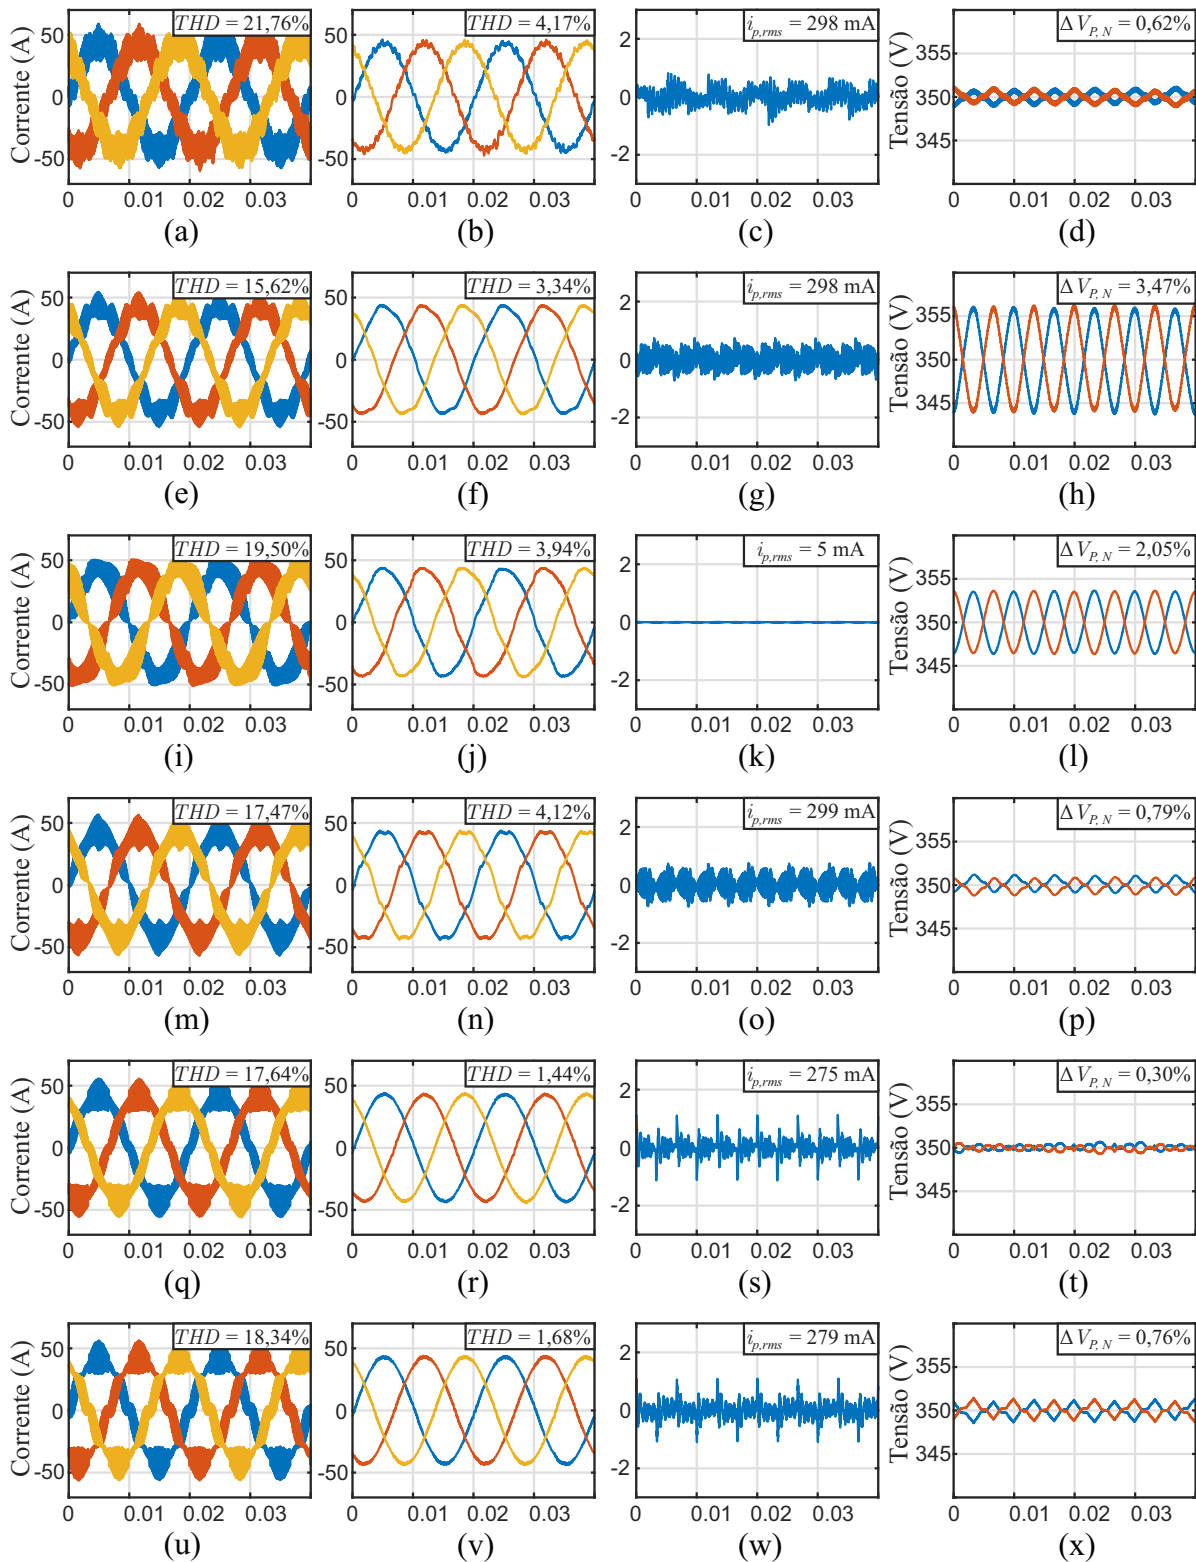 Corrente (A)
50
0
-50
0 0.01 0.02 0.03
THD = 21,76%
(a)
50
0
-50
0 0.01 0.02 0.03
THD = 4,17%
(b)
2
0
-2
0 0.01 0.02 0.03
i_{p,rms} = 298 mA
(c)
Tensão (V)
355
350
345
0 0.01 0.02 0.03
Δ V_{P, N} = 0,62%
(d)
Corrente (A)
50
0
-50
0 0.01 0.02 0.03
THD = 15,62%
(e)
50
0
-50
0 0.01 0.02 0.03
THD = 3,34%
(f)
2
0
-2
0 0.01 0.02 0.03
i_{p,rms} = 298 mA
(g)
Tensão (V)
355
350
345
0 0.01 0.02 0.03
Δ V_{P, N} = 3,47%
(h)
Corrente (A)
50
0
-50
0 0.01 0.02 0.03
THD = 19,50%
(i)
50
0
-50
0 0.01 0.02 0.03
THD = 3,94%
(j)
2
0
-2
0 0.01 0.02 0.03
i_{p,rms} = 5 mA
(k)
Tensão (V)
355
350
345
0 0.01 0.02 0.03
Δ V_{P, N} = 2,05%
(l)
Corrente (A)
50
0
-50
0 0.01 0.02 0.03
THD = 17,47%
(m)
50
0
-50
0 0.01 0.02 0.03
THD = 4,12%
(n)
2
0
-2
0 0.01 0.02 0.03
i_{p,rms} = 299 mA
(o)
Tensão (V)
355
350
345
0 0.01 0.02 0.03
Δ V_{P, N} = 0,79%
(p)
Corrente (A)
50
0
-50
0 0.01 0.02 0.03
THD = 17,64%
(q)
50
0
-50
0 0.01 0.02 0.03
THD = 1,44%
(r)
2
0
-2
0 0.01 0.02 0.03
i_{p,rms} = 275 mA
(s)
Tensão (V)
355
350
345
0 0.01 0.02 0.03
Δ V_{P, N} = 0,30%
(t)
Corrente (A)
50
0
-50
0 0.01 0.02 0.03
THD = 18,34%
(u)
50
0
-50
0 0.01 0.02 0.03
THD = 1,68%
(v)
2
0
-2
0 0.01 0.02 0.03
i_{p,rms} = 279 mA
(w)
Tensão (V)
355
350
345
0 0.01 0.02 0.03
Δ V_{P, N} = 0,76%
(x)